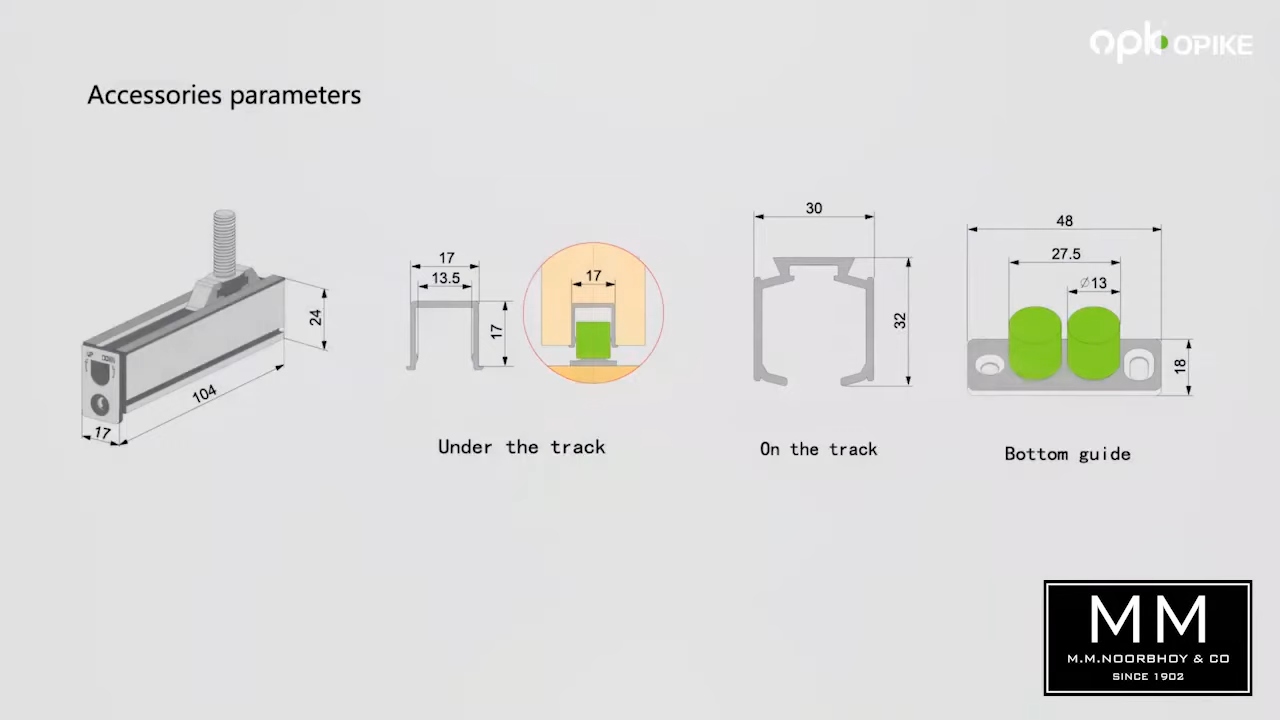 opk OPIKE
Accessories parameters
24
104
17
17
13.5
17
17
Under the track
30
32
On the track
48
27.5
⌀13
18
Bottom guide
MM
M.M.NOORBHOY & CO
SINCE 1902